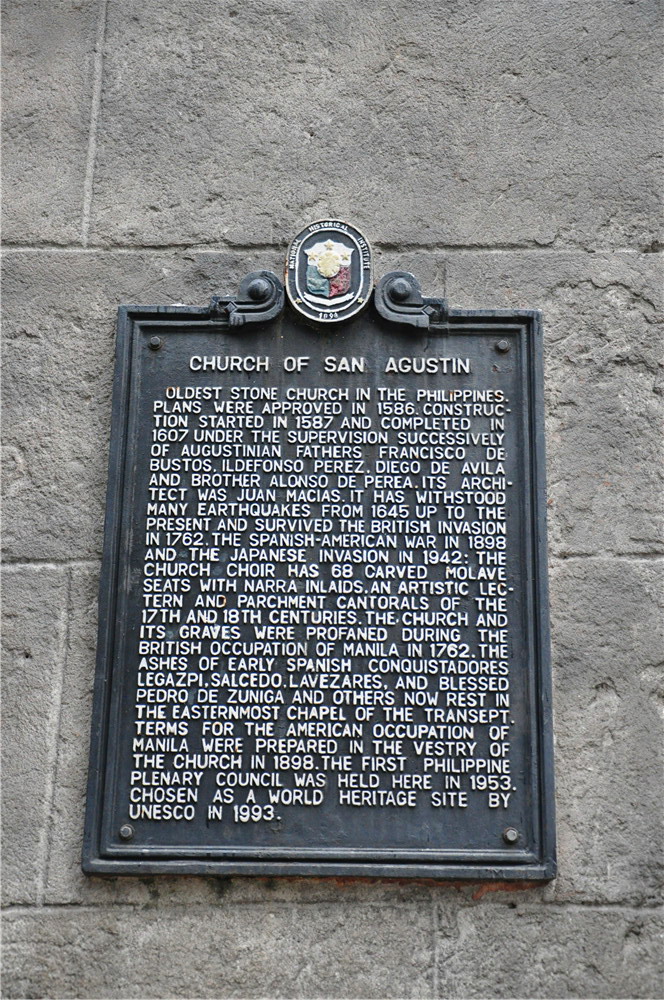 NATIONAL HISTORICAL INSTITUTE
CHURCH OF SAN AGUSTIN
OLDEST STONE CHURCH IN THE PHILIPPINES.
PLANS WERE APPROVED IN 1586. CONSTRUC-
TION STARTED IN 1587 AND COMPLETED IN
1607 UNDER THE SUPERVISION SUCCESSIVELY
OF AUGUSTINIAN FATHERS FRANCISCO DE
BUSTOS, ILDEFONSO PEREZ, DIEGO DE AVILA
AND BROTHER ALONSO DE PEREA. ITS ARCHI-
TECT WAS JUAN MACIAS. IT HAS WITHSTOOD
MANY EARTHQUAKES FROM 1645 UP TO THE
PRESENT AND SURVIVED THE BRITISH INVASION
IN 1762, THE SPANISH-AMERICAN WAR IN 1898
AND THE JAPANESE INVASION IN 1942: THE
CHURCH CHOIR HAS 68 CARVED MOLAVE
SEATS WITH NARRA INLAIDS, AN ARTISTIC LEC-
TERN AND PARCHMENT CANTORALS OF THE
17TH AND 18TH CENTURIES. THE CHURCH AND
ITS GRAVES WERE PROFANED DURING THE
BRITISH OCCUPATION OF MANILA IN 1762. THE
ASHES OF EARLY SPANISH CONQUISTADORES
LEGAZPI, SALCEDO, LAVEZARES, AND BLESSED
PEDRO DE ZUNIGA AND OTHERS NOW REST IN
THE EASTERNMOST CHAPEL OF THE TRANSEPT.
TERMS FOR THE AMERICAN OCCUPATION OF
MANILA WERE PREPARED IN THE VESTRY OF
THE CHURCH IN 1898. THE FIRST PHILIPPINE
PLENARY COUNCIL WAS HELD HERE IN 1953.
CHOSEN AS A WORLD HERITAGE SITE BY
UNESCO IN 1993.